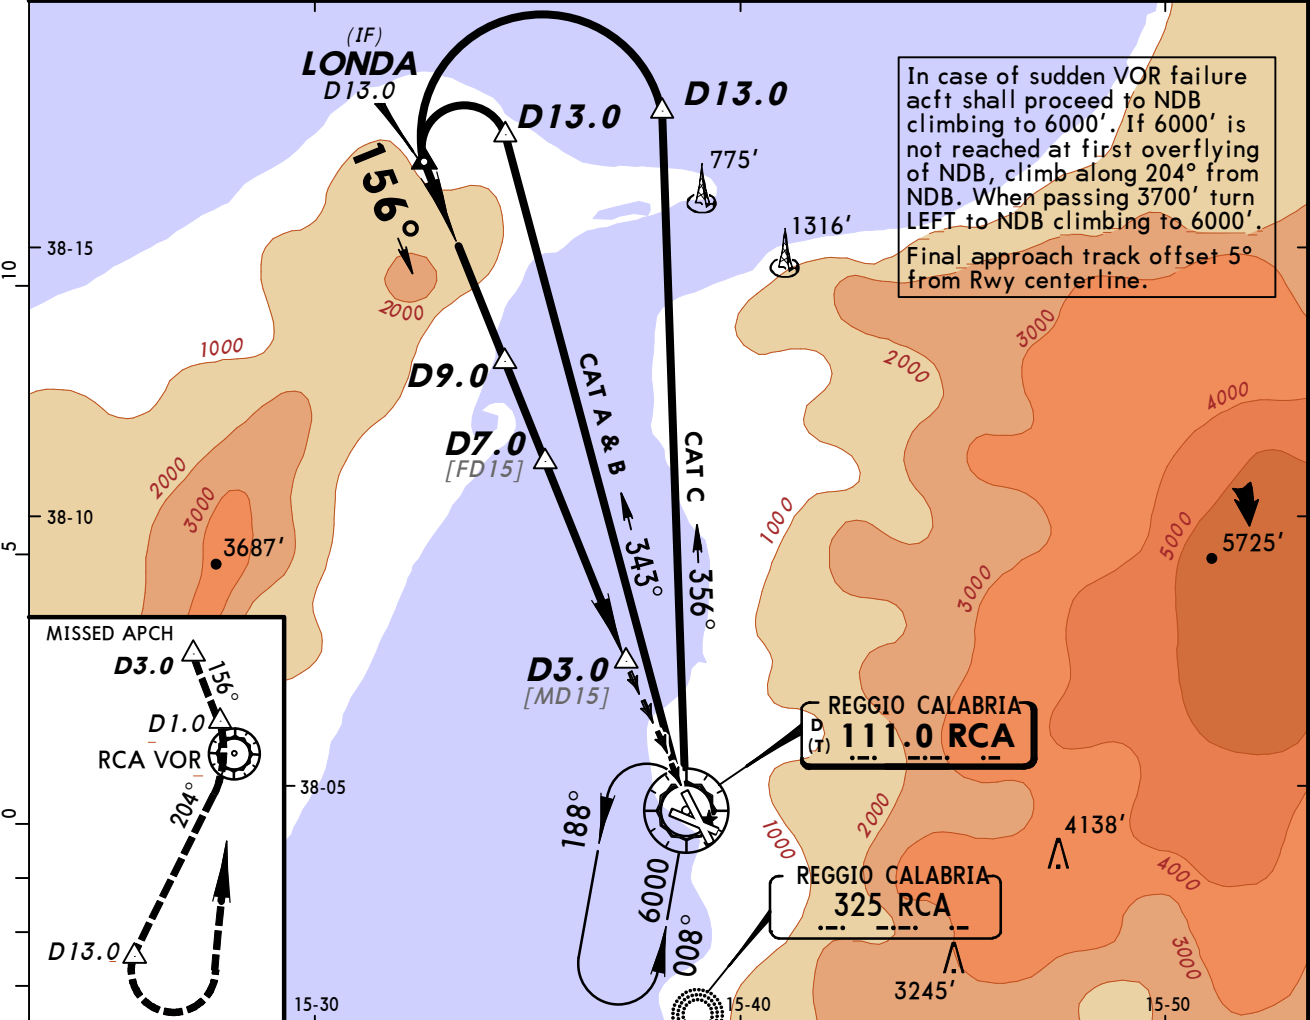 (IF)
LONDA
D13.0
D13.0
D13.0
156°
775′
1316′
In case of sudden VOR failure
acft shall proceed to NDB
climbing to 6000′. If 6000′ is
not reached at first overflying
of NDB, climb along 204° from
NDB. When passing 3700′ turn
LEFT to NDB climbing to 6000′.
Final approach track offset 5°
from Rwy centerline.
38-15
10
2000
1000
3000
2000
4000
D9.0
CAT A & B
D7.0
[FD15]
CAT C
2000
3000
1000
38-10
5
3687′
343°
356°
5000
5725′
3000
MISSED APCH
D3.0
156°
D1.0
RCA VOR
204°
D13.0
D3.0
[MD15]
REGGIO CALABRIA
D
(T)
111.0 RCA
38-05
0
188°
6000
008°
1000
2000
4138′
4000
REGGIO CALABRIA
325 RCA
3245′
3000
15-30
15-40
15-50